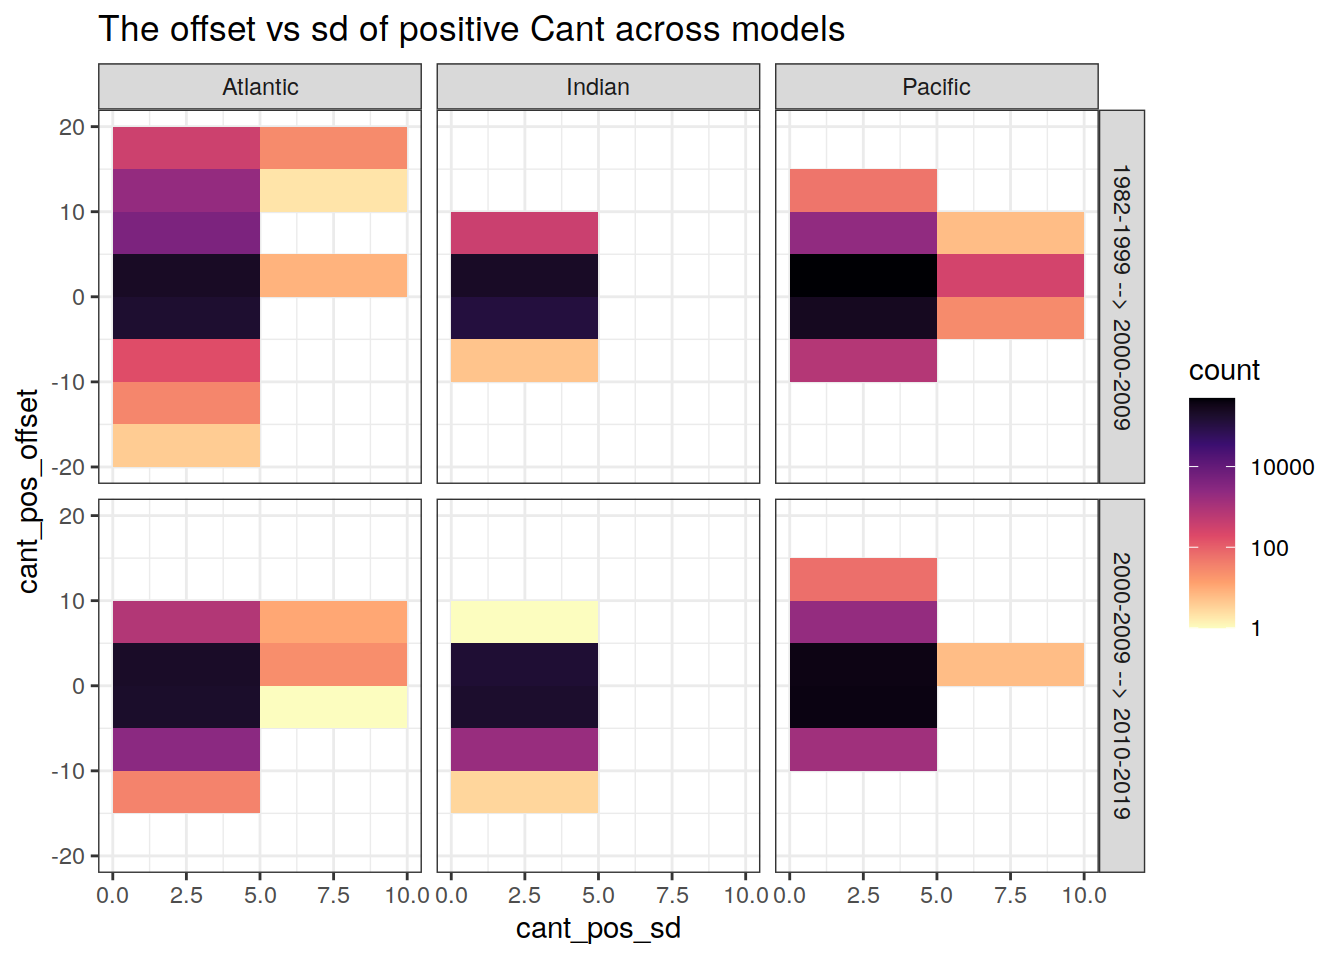 The offset vs sd of positive Cant across models
Atlantic
Indian
Pacific
20
10
0
-10
-20
1982-1999 --> 2000-2009
20
10
0
-10
-20
2000-2009 --> 2010-2019
0.0 2.5 5.0 7.5 10.0
0.0 2.5 5.0 7.5 10.0
0.0 2.5 5.0 7.5 10.0
cant_pos_sd
cant_pos_offset
count
10000
100
1